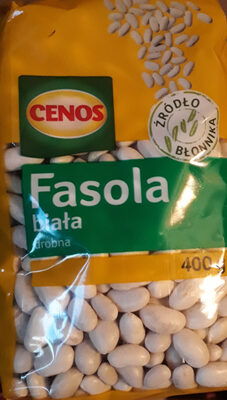 CENOS
ŹRÓDŁO
BŁONNIKA
Fasola
biała
drobna
400 g